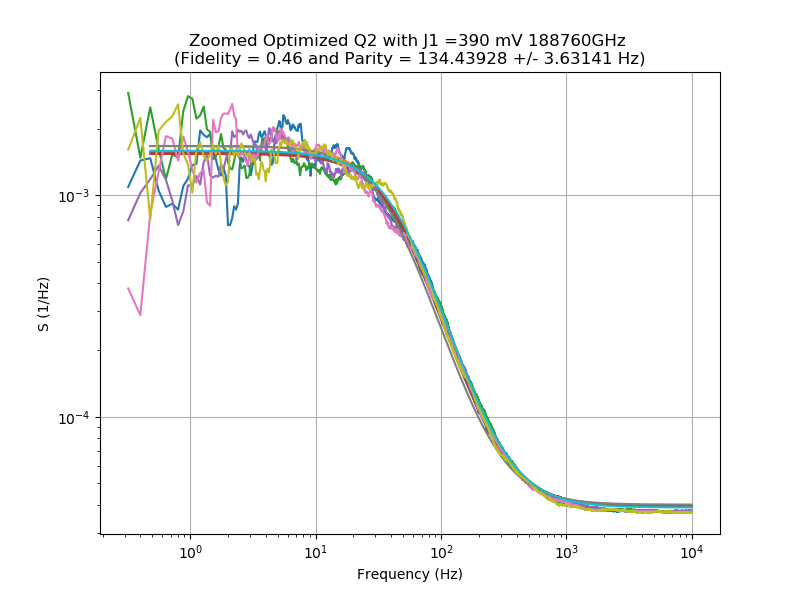 Zoomed Optimized Q2 with J1 =390 mV 188760GHz
(Fidelity = 0.46 and Parity = 134.43928 +/- 3.63141 Hz)
10⁻³
S (1/Hz)
10⁻⁴
10⁰ 10¹ 10² 10³ 10⁴
Frequency (Hz)